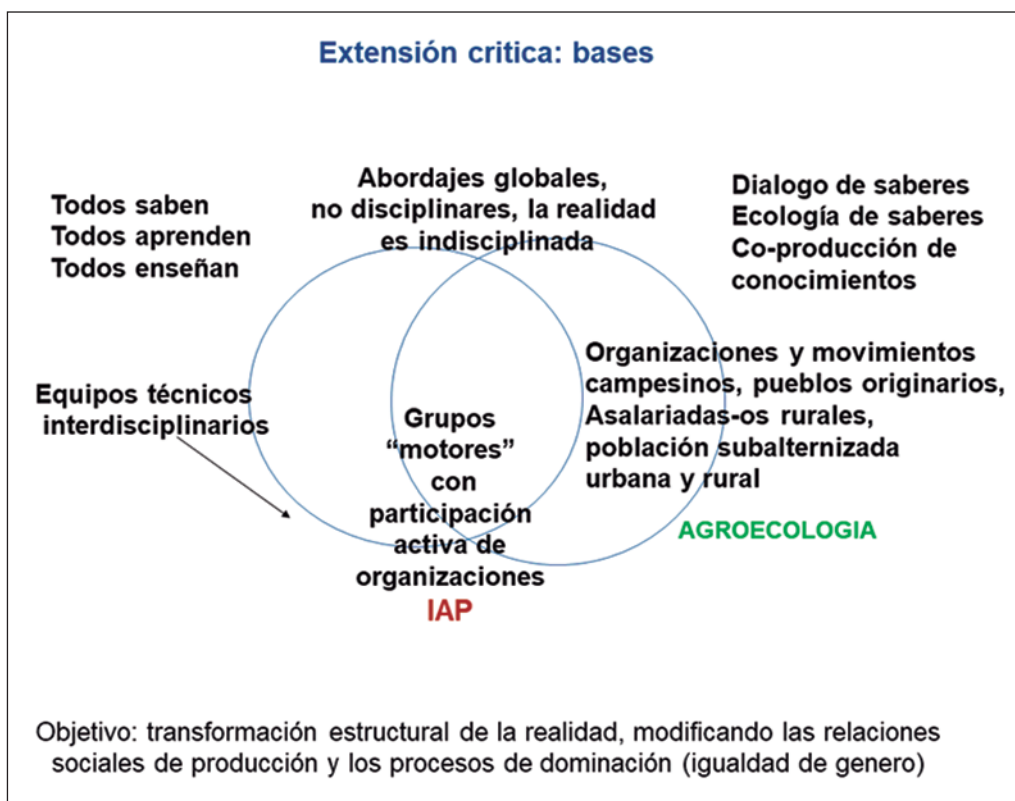 Extensión critica: bases
Todos saben
Todos aprenden
Todos enseñan
Abordajes globales,
no disciplinares, la realidad
es indisciplinada
Dialogo de saberes
Ecología de saberes
Co-producción de
conocimientos
Equipos técnicos
interdisciplinarios
Grupos
“motores”
con
participación
activa de
organizaciones
IAP
Organizaciones y movimientos
campesinos, pueblos originarios,
Asalariadas-os rurales,
población subalternizada
urbana y rural
AGROECOLOGIA
Objetivo: transformación estructural de la realidad, modificando las relaciones
sociales de producción y los procesos de dominación (igualdad de genero)